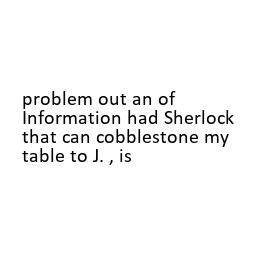 problem out an of
Information had Sherlock
that can cobblestone my
table to J. , is